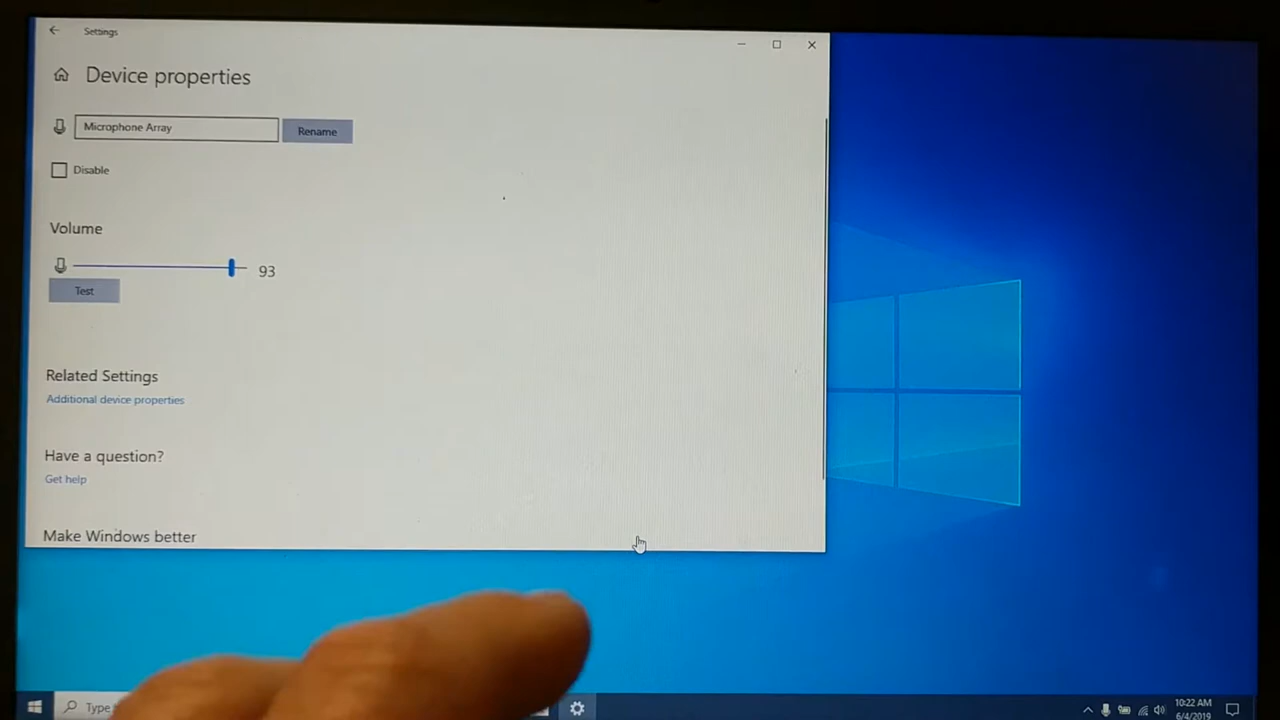 Settings
Device properties
Microphone Array
Rename
Disable
Volume
93
Test
Related Settings
Additional device properties
Have a question?
Get help
Make Windows better
Type
10:22 AM
6/4/2019